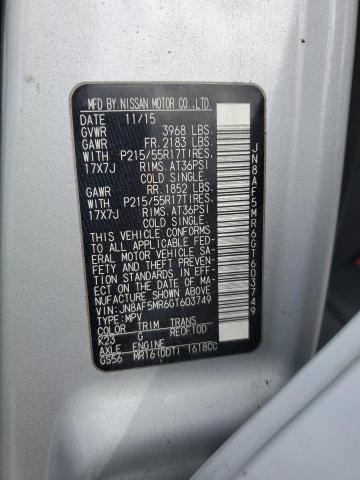 MFD BY NISSAN MOTOR CO.,LTD.
DATE 11/15
GVWR 3968 LBS.
GAWR FR.2183 LBS.
WITH P215/55R17TIRES,
17X7J RIMS,AT36PSI
COLD SINGLE.
GAWR RR.1852 LBS.
WITH P215/55R17TIRES,
17X7J RIMS,AT36PSI
COLD SINGLE.
THIS VEHICLE CONFORMS
TO ALL APPLICABLE FED-
ERAL MOTOR VEHICLE SA-
FETY AND THEFT PREVEN-
TION STANDARDS IN EFF-
ECT ON THE DATE OF MA-
NUFACTURE SHOWN ABOVE.
VIN:JN8AF5MR6GT603749
TYPE:MPV
COLOR TRIM TRANS
K23 G RE0F10D
AXLE ENGINE
GS56 MR16(DDT) 1618CC
JN8AF5MR6GT603749